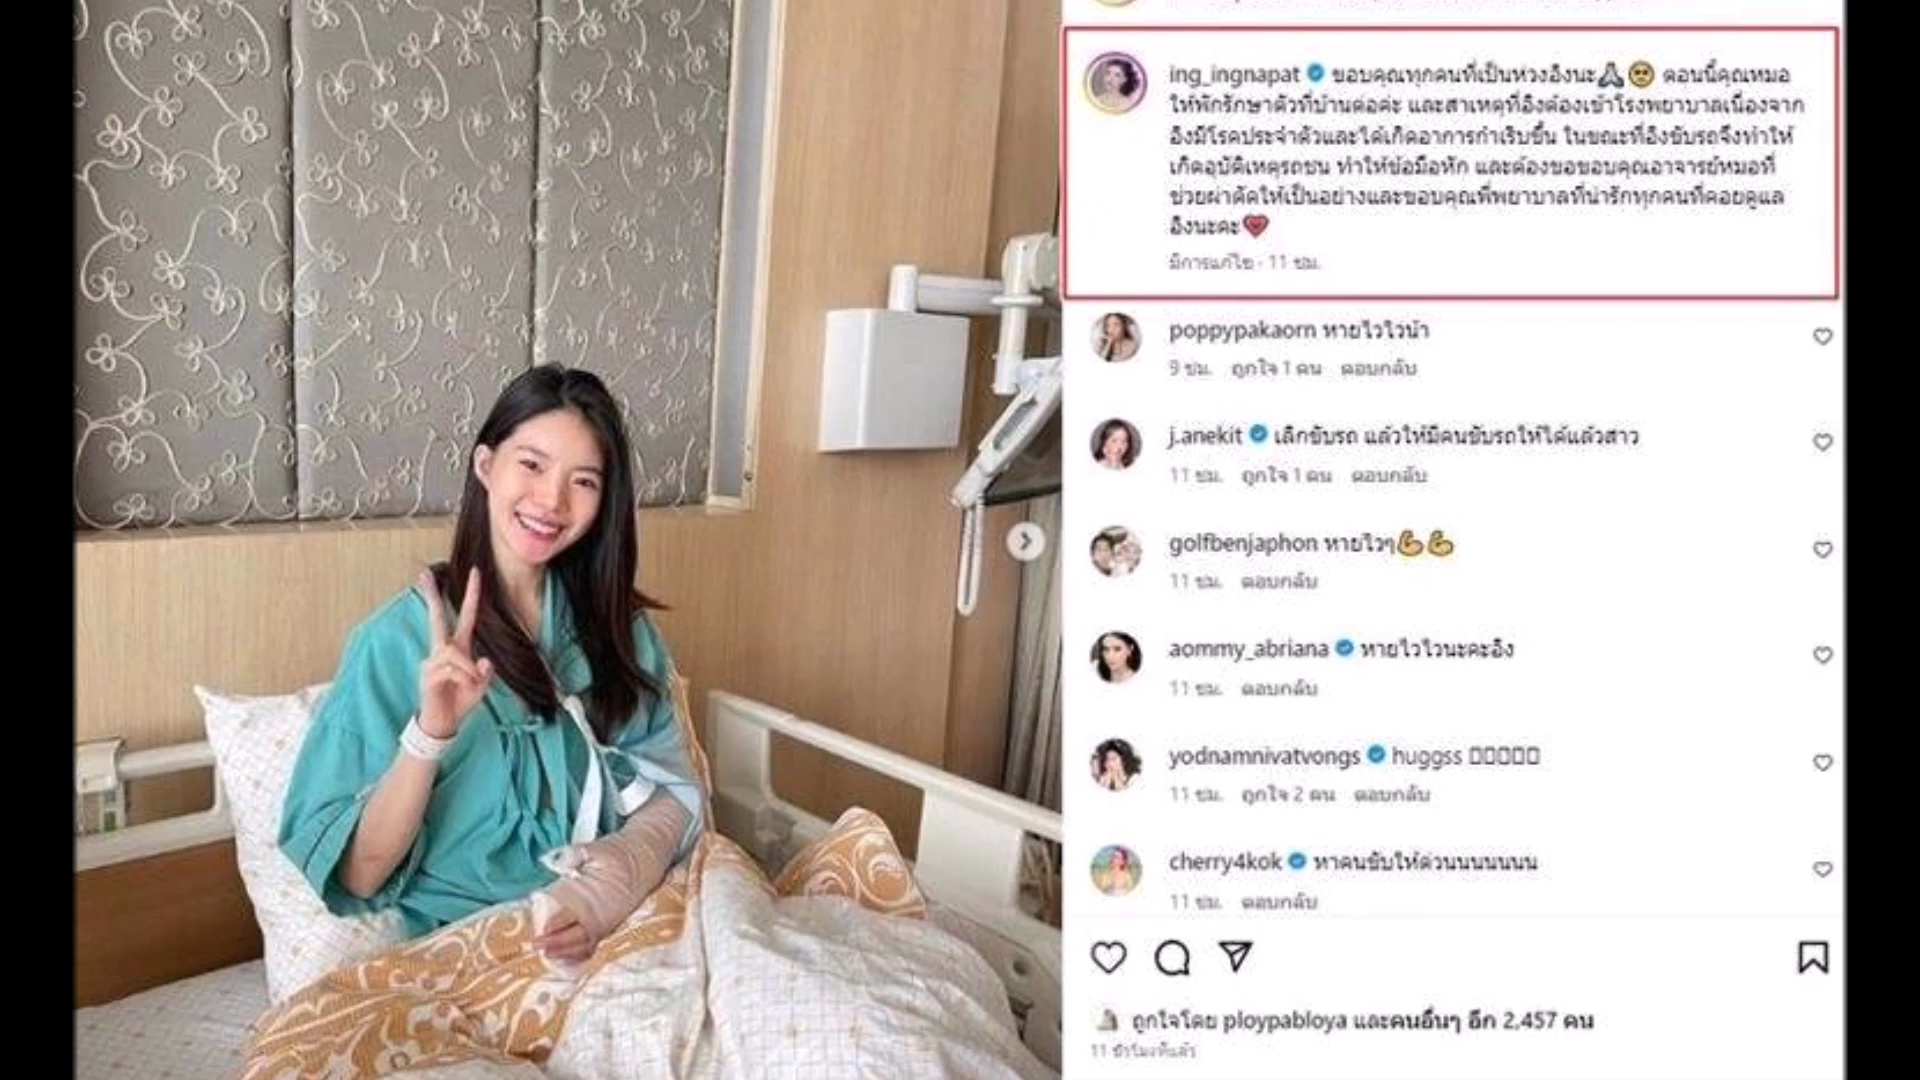 ing_ingnapat ขอบคุณทุกคนที่เป็นห่วงอิงนะ🙏🥺 ตอนนี้คุณหมอ
ให้พักรักษาตัวที่บ้านต่อค่ะ และสาเหตุที่อิงต้องเข้าโรงพยาบาลเนื่องจาก
อิงมีโรคประจำตัวและได้เกิดอาการกำเริบขึ้น ในขณะที่อิงขับรถจึงทำให้
เกิดอุบัติเหตุรถชน ทำให้ข้อมือหัก และต้องขอขอบคุณอาจารย์หมอที่
ช่วยผ่าตัดให้เป็นอย่างและขอบคุณพี่พยาบาลที่น่ารักทุกคนที่คอยดูแล
อิงนะคะ❤️
มีการแก้ไข · 11 ชม.
poppypakaorn หายไวไวน้า
9 ชม. ถูกใจ 1 คน ตอบกลับ
j.anekit เลิกขับรถ แล้วให้มีคนขับรถให้ได้แล้วสาว
11 ชม. ถูกใจ 1 คน ตอบกลับ
golfbenjaphon หายไวๆ💪💪
11 ชม. ตอบกลับ
aommy_abriana หายไวไวนะคะอิง
11 ชม. ตอบกลับ
yodnamnivatvongs huggss
11 ชม. ถูกใจ 2 คน ตอบกลับ
cherry4kok หาคนขับให้ด่วนนนนนนน
11 ชม. ตอบกลับ
ถูกใจโดย ploypabloya และคนอื่นๆ อีก 2,457 คน
11 ชั่วโมงที่แล้ว